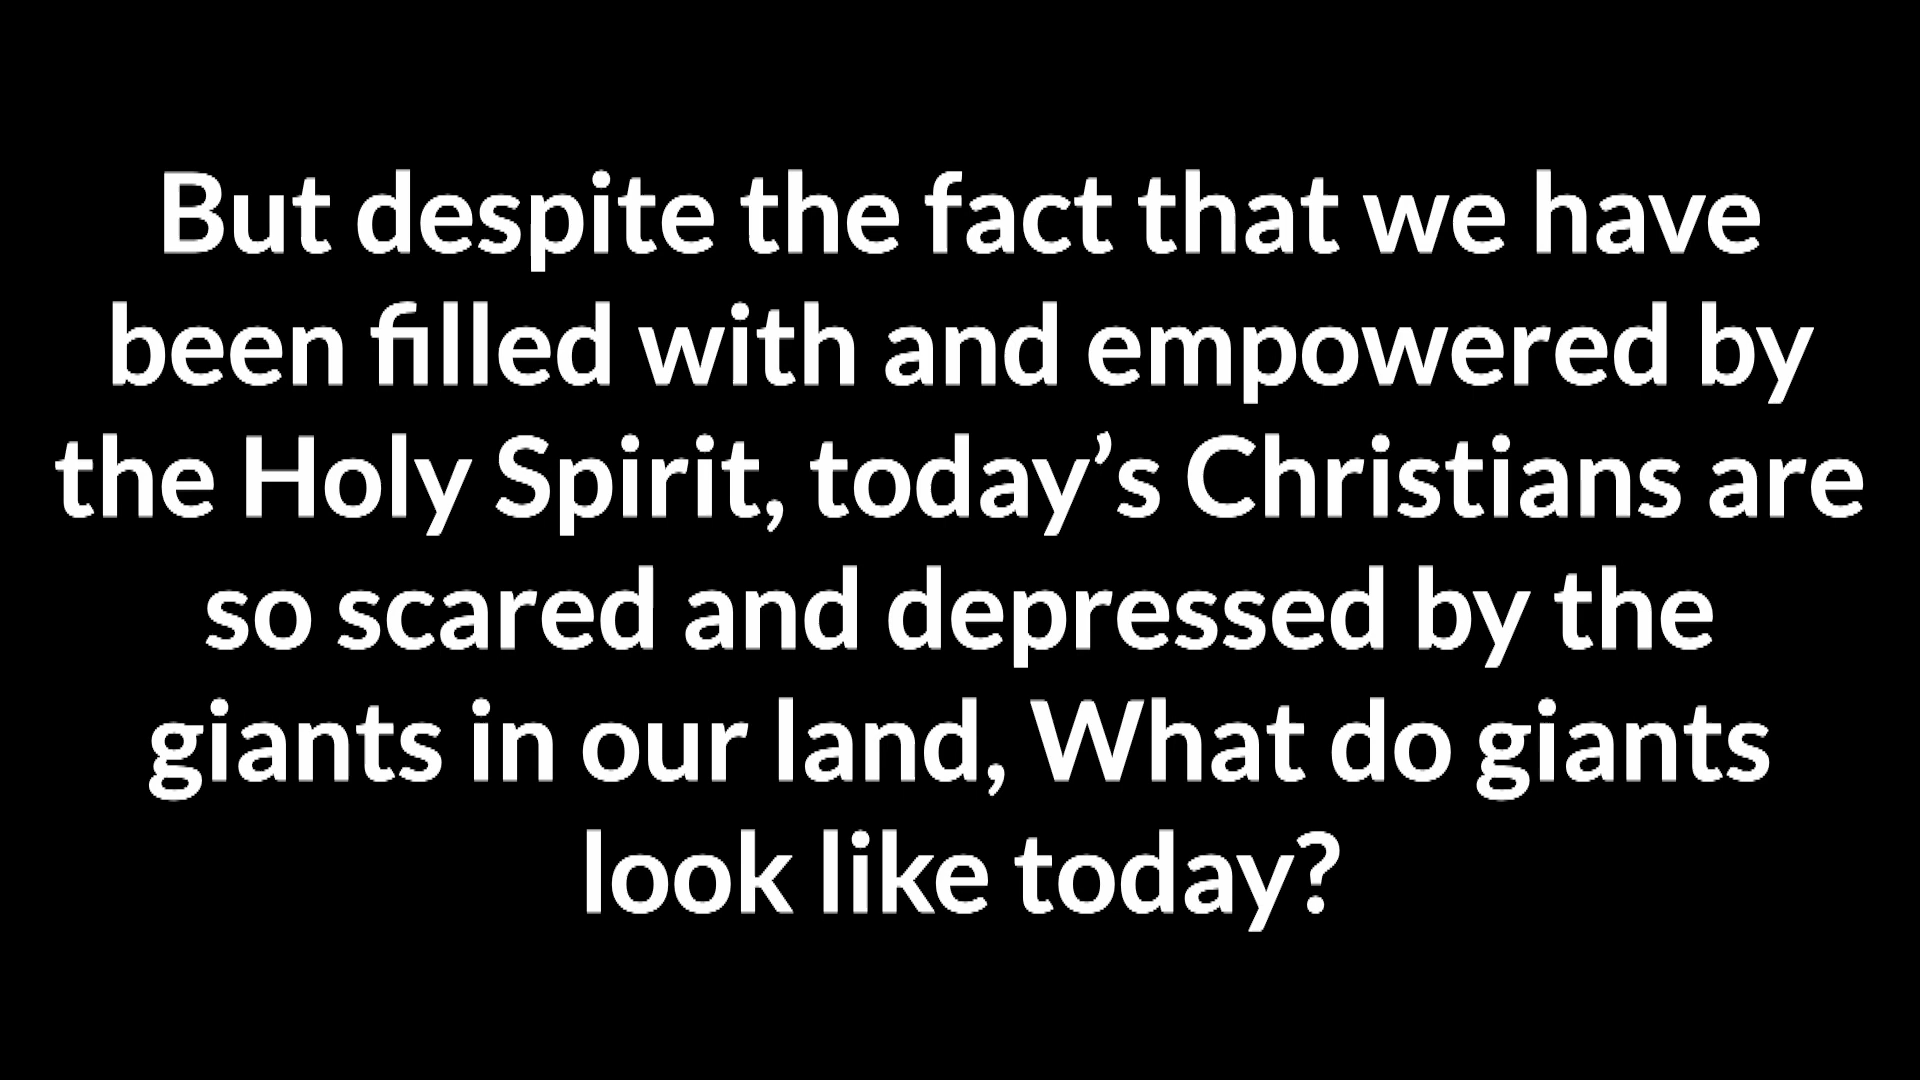 But despite the fact that we have
been filled with and empowered by
the Holy Spirit, today’s Christians are
so scared and depressed by the
giants in our land, What do giants
look like today?